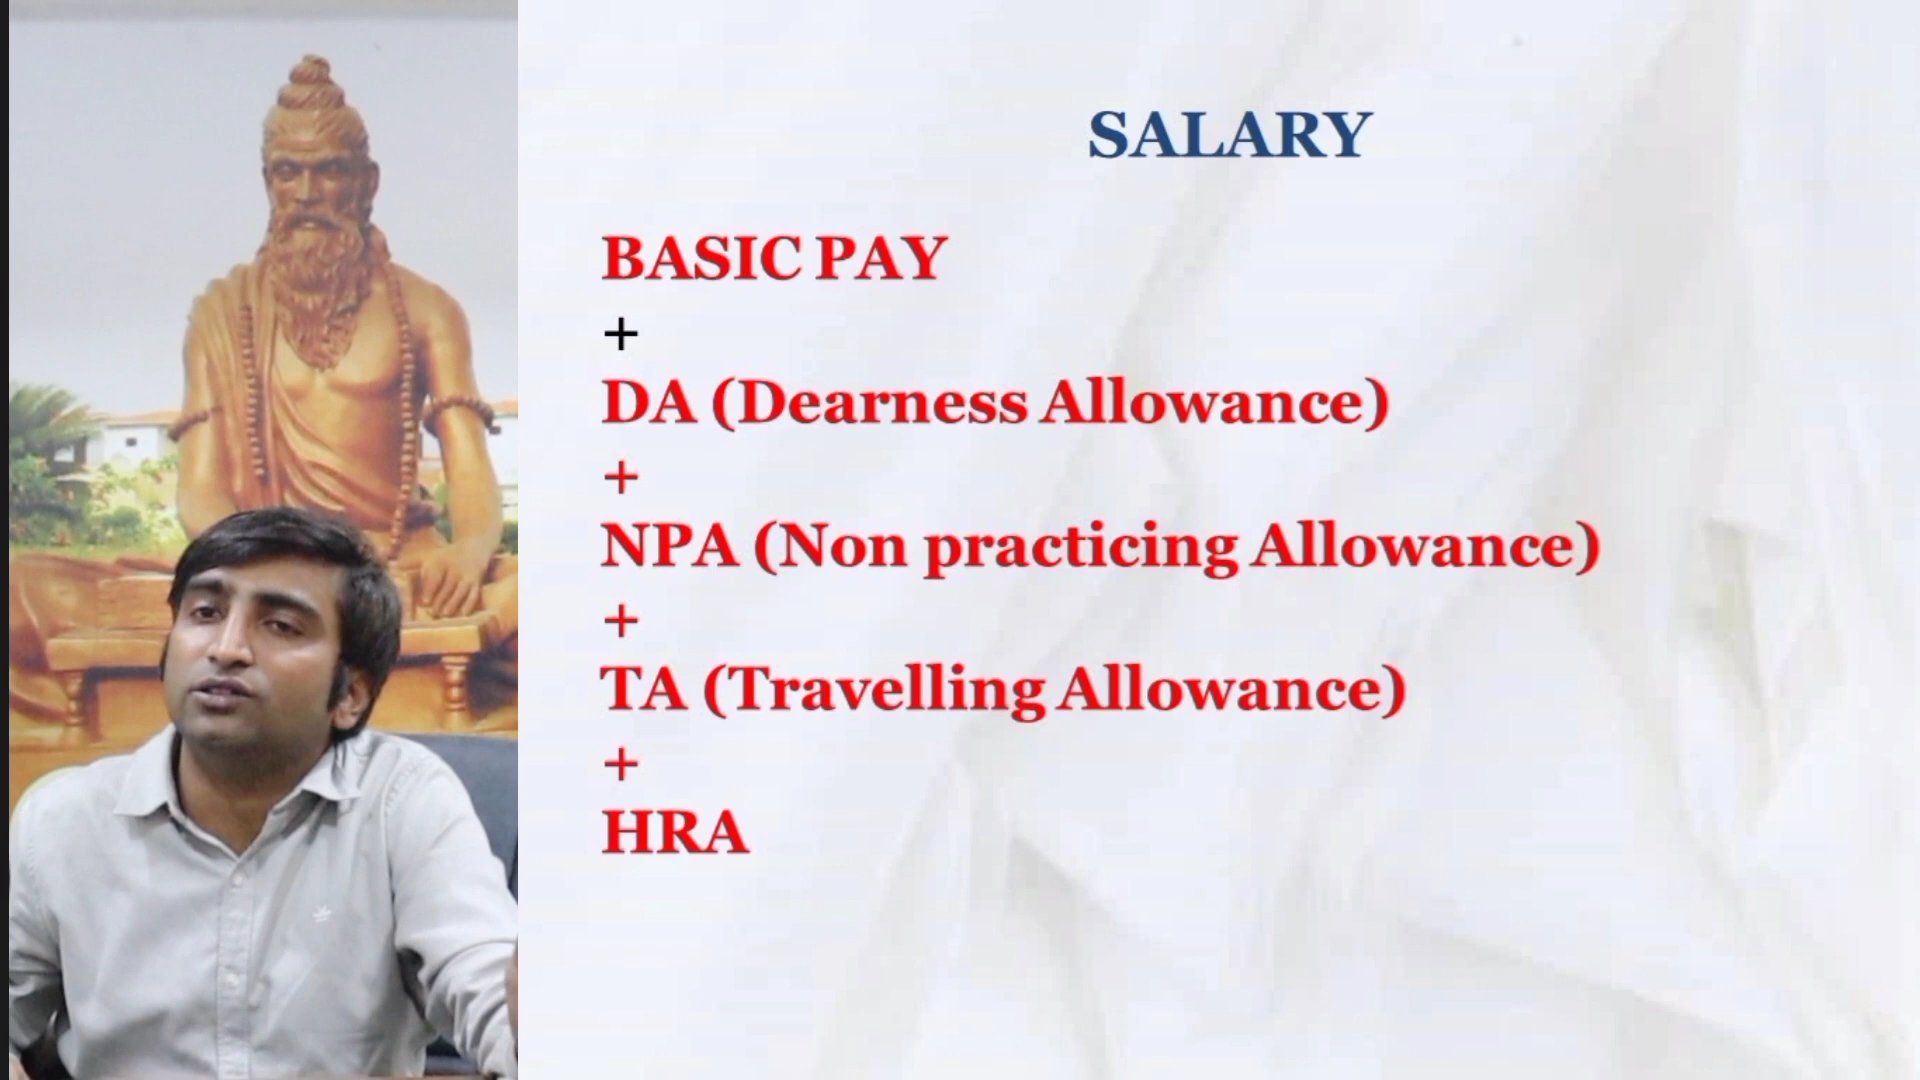 SALARY
BASIC PAY
+
DA (Dearness Allowance)
+
NPA (Non practicing Allowance)
+
TA (Travelling Allowance)
+
HRA